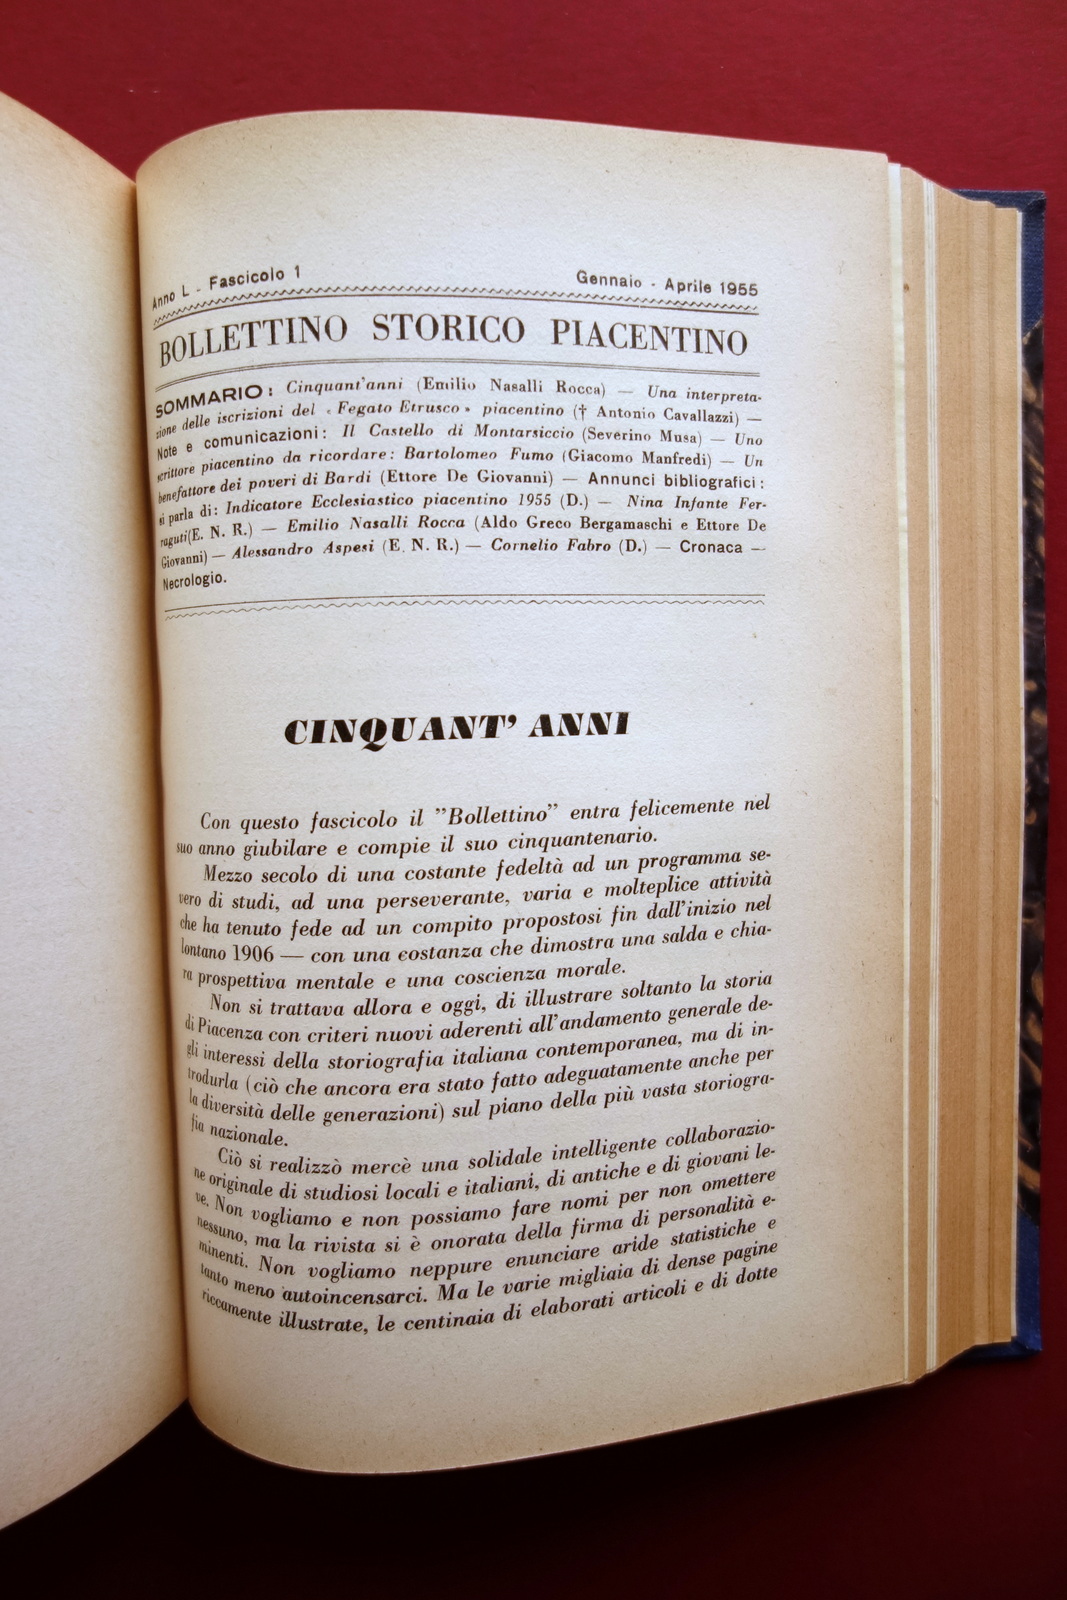 Anno L - Fascicolo 1
Gennaio - Aprile 1955
BOLLETTINO STORICO PIACENTINO
SOMMARIO: Cinquant'anni (Emilio Nasalli Rocca) — Una interpreta-
zione delle iscrizioni del «Fegato Etrusco» piacentino († Antonio Cavallazzi) —
Note e comunicazioni: Il Castello di Montarsiccio (Severino Musa) — Uno
scrittore piacentino da ricordare: Bartolomeo Fumo (Giacomo Manfredi) — Un
benefattore dei poveri di Bardi (Ettore De Giovanni) — Annunci bibliografici:
si parla di: Indicatore Ecclesiastico piacentino 1955 (D.) — Nina Infante Fer-
raguti(E. N. R.) — Emilio Nasalli Rocca (Aldo Greco Bergamaschi e Ettore De
Giovanni) — Alessandro Aspesi (E. N. R.) — Cornelio Fabro (D.) — Cronaca —
Necrologio.
CINQUANT' ANNI
Con questo fascicolo il "Bollettino" entra felicemente nel
suo anno giubilare e compie il suo cinquantenario.
Mezzo secolo di una costante fedeltà ad un programma se-
vero di studi, ad una perseverante, varia e molteplice attività
che ha tenuto fede ad un compito propostosi fin dall'inizio nel
lontano 1906 — con una costanza che dimostra una salda e chia-
ra prospettiva mentale e una coscienza morale.
Non si trattava allora e oggi, di illustrare soltanto la storia
di Piacenza con criteri nuovi aderenti all'andamento generale de-
gli interessi della storiografia italiana contemporanea, ma di in-
trodurla (ciò che ancora era stato fatto adeguatamente anche per
la diversità delle generazioni) sul piano della più vasta storiogra-
fia nazionale.
Ciò si realizzò mercè una solidale intelligente collaborazio-
ne originale di studiosi locali e italiani, di antiche e di giovani le-
ve. Non vogliamo e non possiamo fare nomi per non omettere
nessuno, ma la rivista si è onorata della firma di personalità e-
minenti. Non vogliamo neppure enunciare aride statistiche e
tanto meno autoincensarci. Ma le varie migliaia di dense pagine
riccamente illustrate, le centinaia di elaborati articoli e di dotte